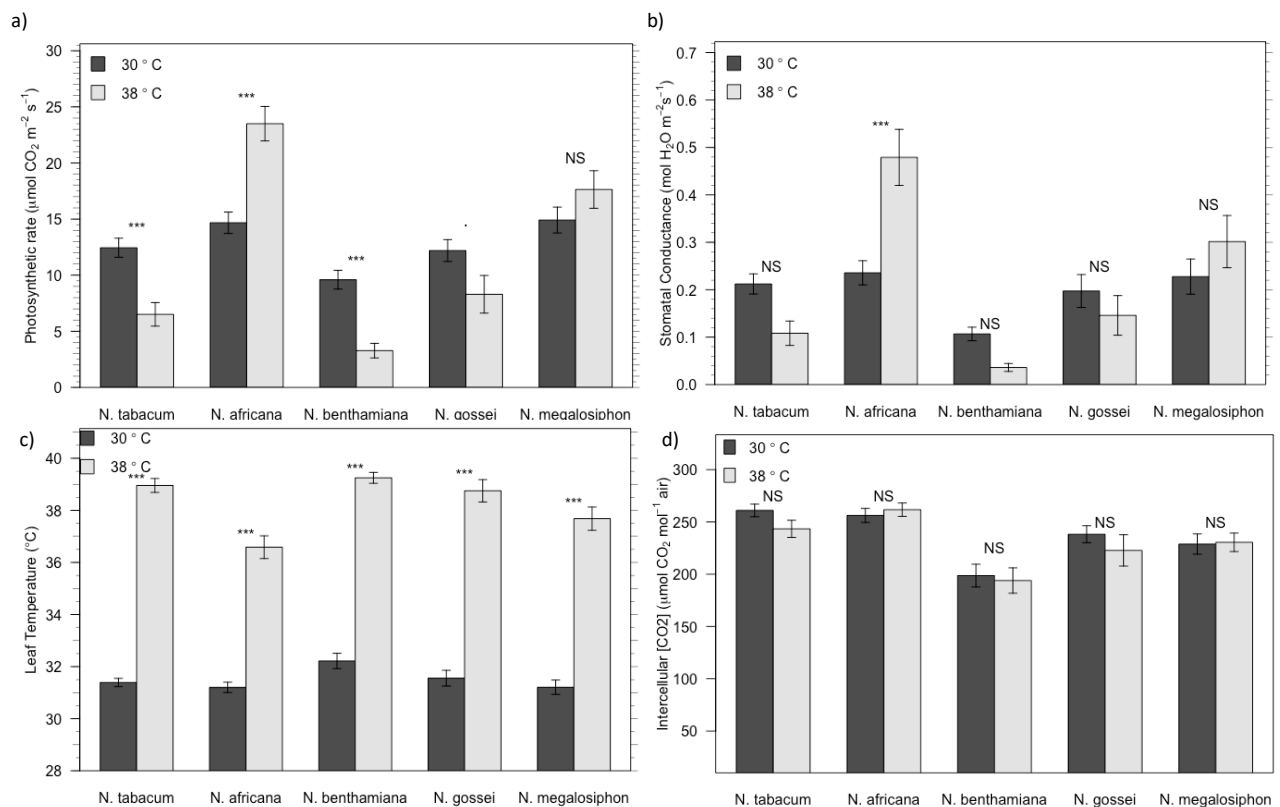 a)
Photosynthetic rate (μmol CO₂ m⁻² s⁻¹)
30
25
20
15
10
5
0
30 ° C
38 ° C
***
***
***
.
NS
N. tabacum N. africana N. benthamiana N. gossei N. megalosiphon
b)
Stomatal Conductance (mol H₂O m⁻²s⁻¹)
0.7
0.6
0.5
0.4
0.3
0.2
0.1
0.0
30 ° C
38 ° C
NS
***
NS
NS
NS
N. tabacum N. africana N. benthamiana N. gossei N. megalosiphon
c)
Leaf Temperature (°C)
40
38
36
34
32
30
28
30 ° C
38 ° C
***
***
***
***
***
N. tabacum N. africana N. benthamiana N. gossei N. megalosiphon
d)
Intercellular [CO2] (μmol CO₂ mol⁻¹ air)
300
250
200
150
100
50
30 ° C
38 ° C
NS
NS
NS
NS
NS
N. tabacum N. africana N. benthamiana N. gossei N. megalosiphon